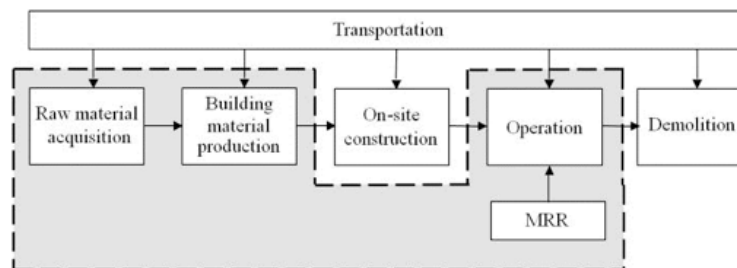 Transportation
Raw material
acquisition
Building
material
production
On-site
construction
Operation
Demolition
MRR